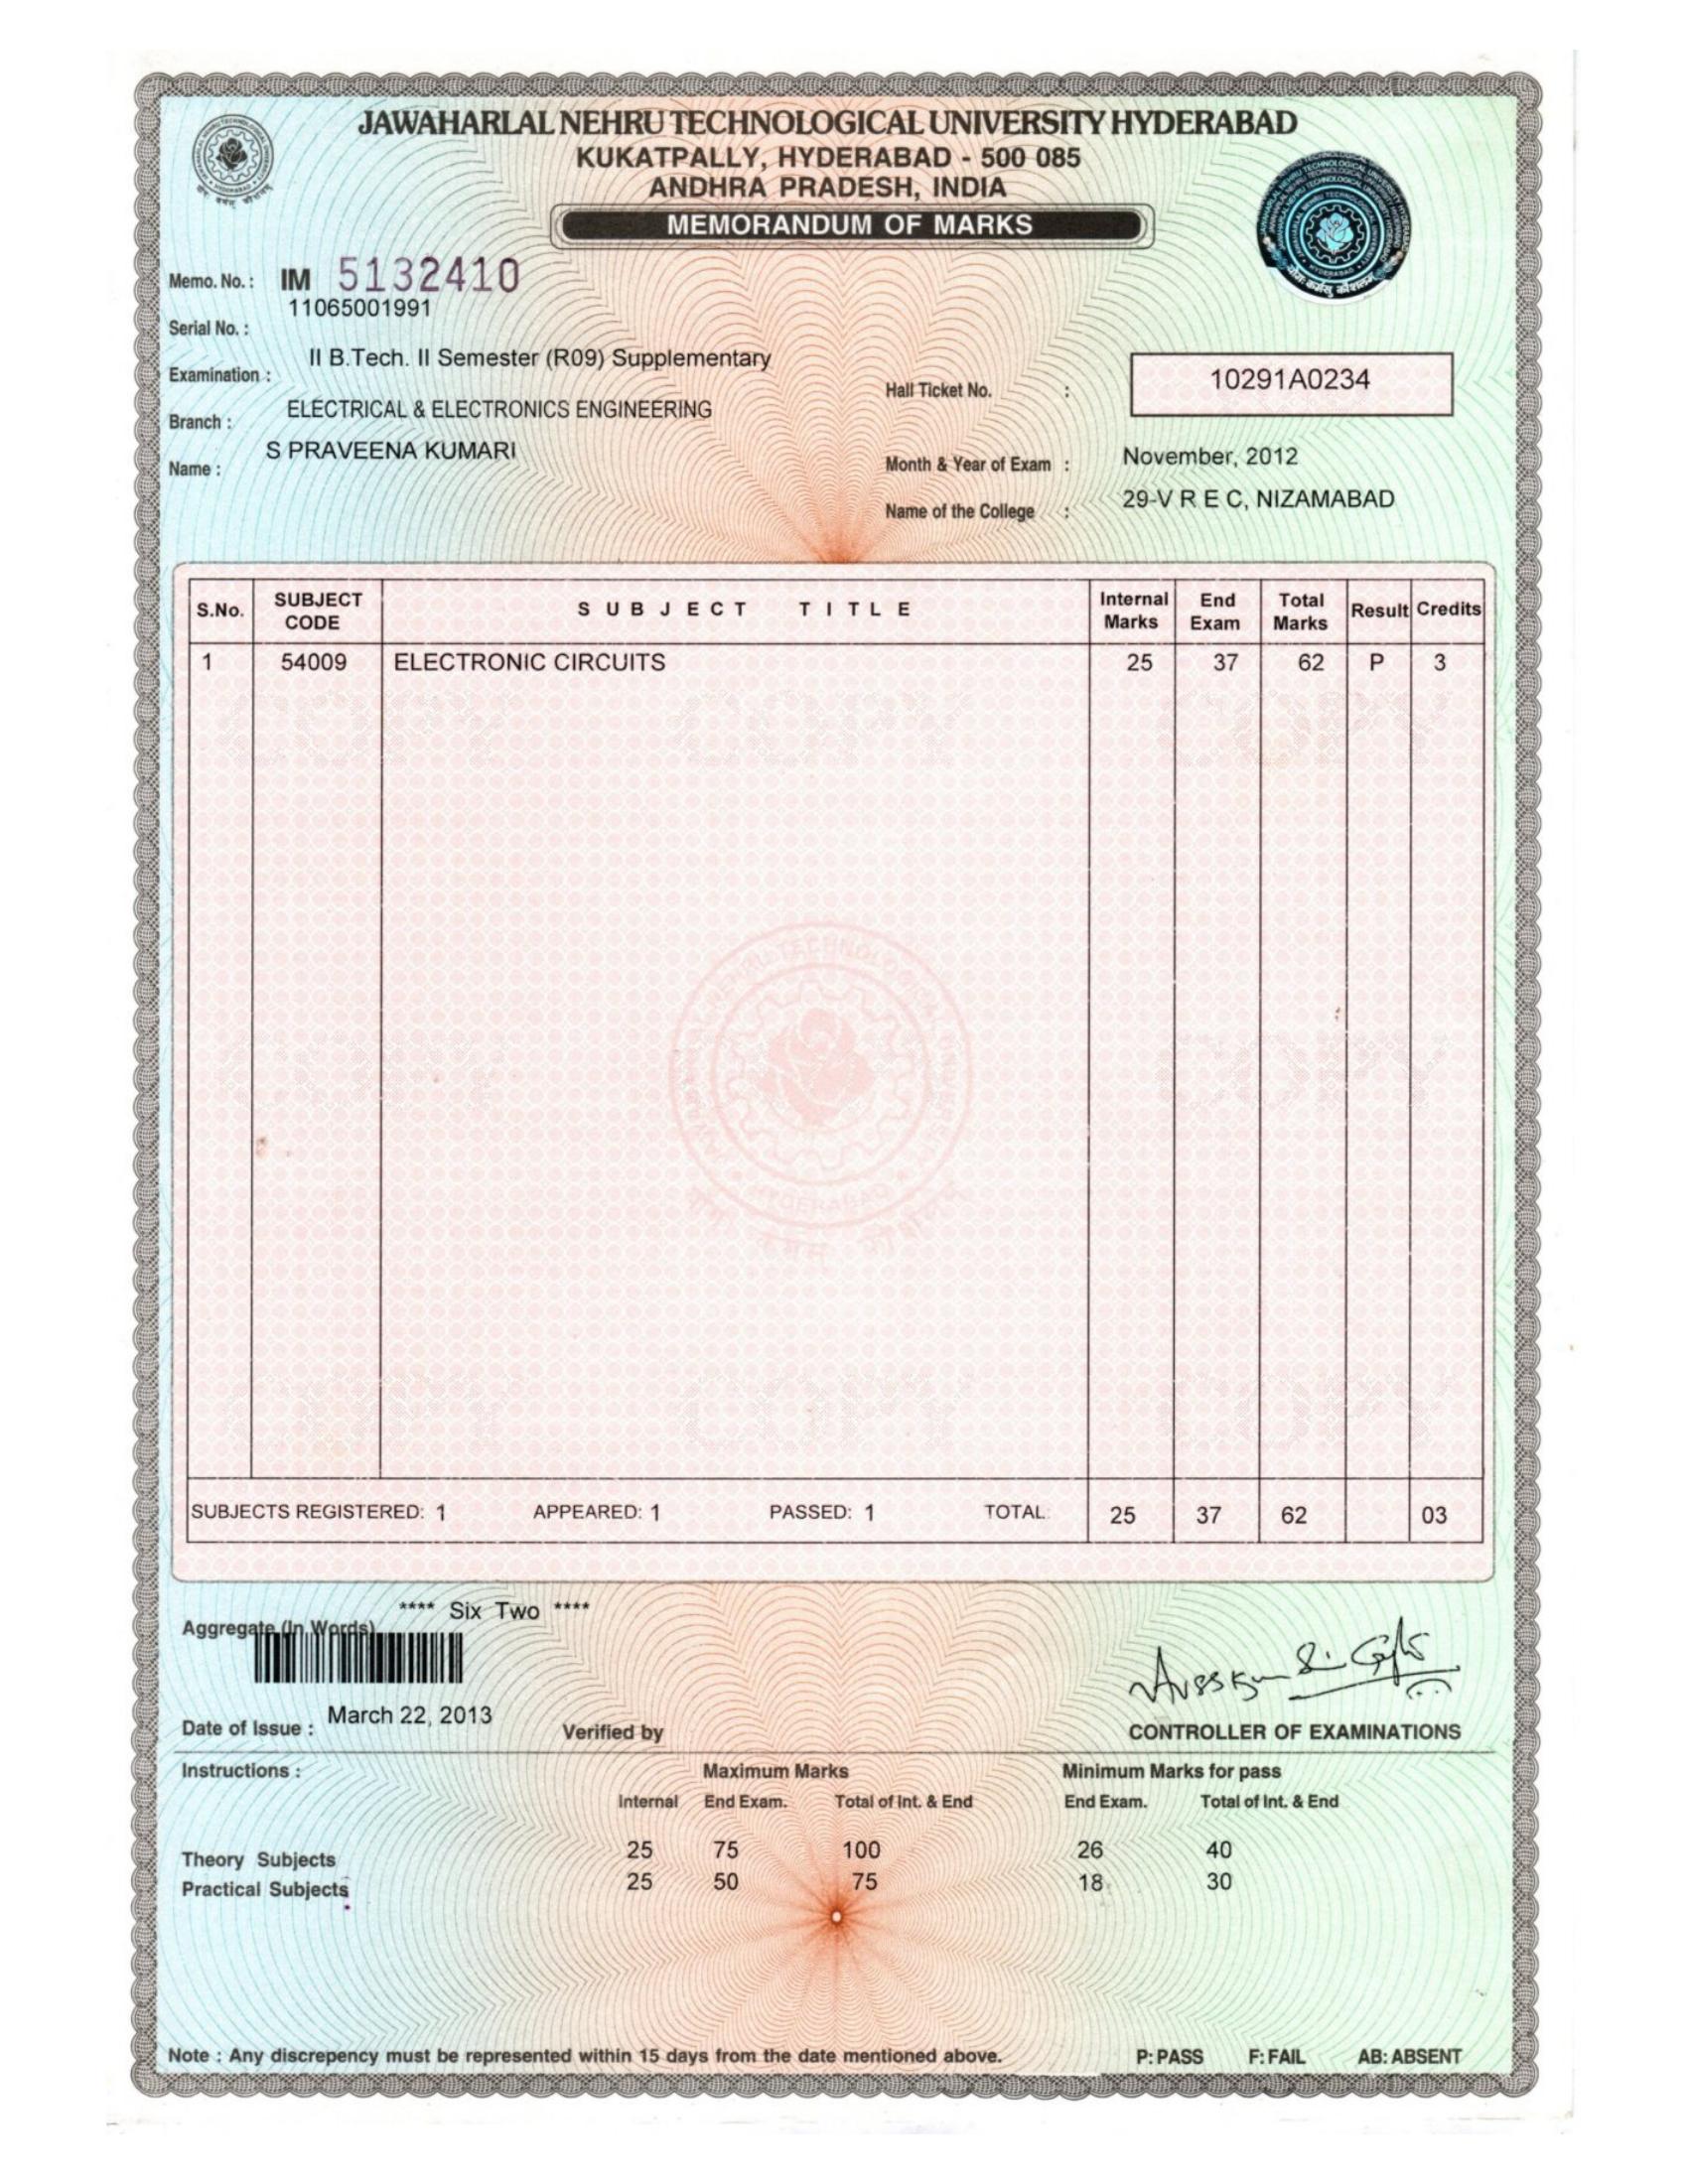 JAWAHARLAL NEHRU TECHNOLOGICAL UNIVERSITY HYDERABAD
KUKATPALLY, HYDERABAD - 500 085
ANDHRA PRADESH, INDIA
MEMORANDUM OF MARKS
Memo. No. : IM 5132410
11065001991
Serial No. :
Examination : II B.Tech. II Semester (R09) Supplementary
Hall Ticket No. : 10291A0234
Branch : ELECTRICAL & ELECTRONICS ENGINEERING
Name : S PRAVEENA KUMARI
Month & Year of Exam : November, 2012
Name of the College : 29-V R E C, NIZAMABAD
S.No. SUBJECT CODE SUBJECT TITLE Internal Marks End Exam Total Marks Result Credits
1 54009 ELECTRONIC CIRCUITS 25 37 62 P 3
COPY COPY COPY
COPY
COPY COPY
SUBJECTS REGISTERED: 1 APPEARED: 1 PASSED: 1 TOTAL: 25 37 62 03
Aggregate (In Words) **** Six Two ****
Date of Issue : March 22, 2013
Verified by
CONTROLLER OF EXAMINATIONS
Instructions : Maximum Marks Minimum Marks for pass
Internal End Exam. Total of Int. & End End Exam. Total of Int. & End
Theory Subjects 25 75 100 26 40
Practical Subjects 25 50 75 18 30
Note : Any discrepency must be represented within 15 days from the date mentioned above.
P: PASS F: FAIL AB: ABSENT